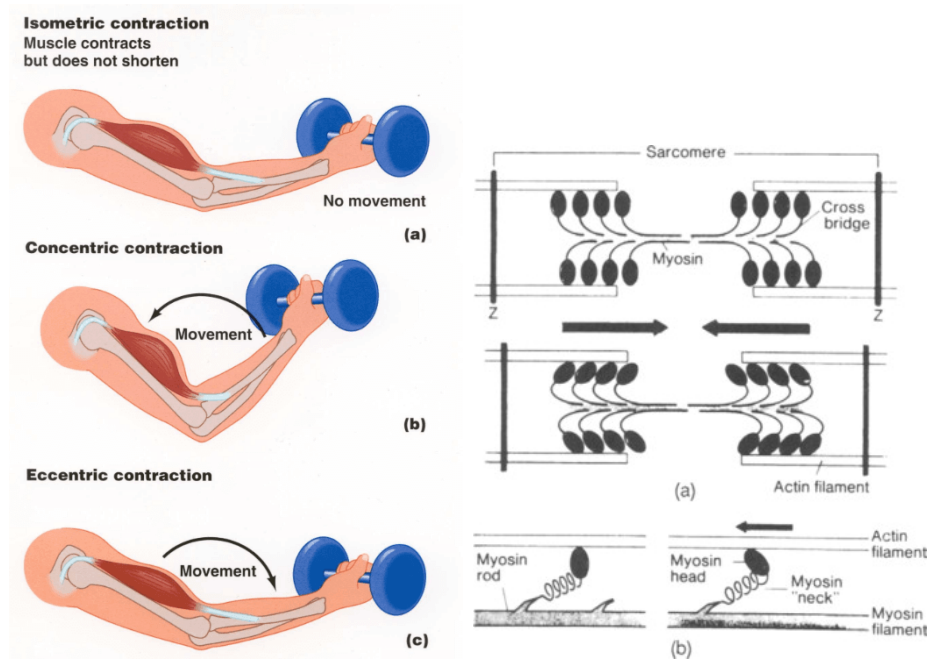 Isometric contraction
Muscle contracts
but does not shorten
No movement
(a)
Concentric contraction
Movement
(b)
Eccentric contraction
Movement
(c)
Sarcomere
Cross
bridge
Myosin
Z
Z
Actin filament
(a)
Myosin
rod
Myosin
head
Actin
filament
Myosin
"neck"
Myosin
filament
(b)